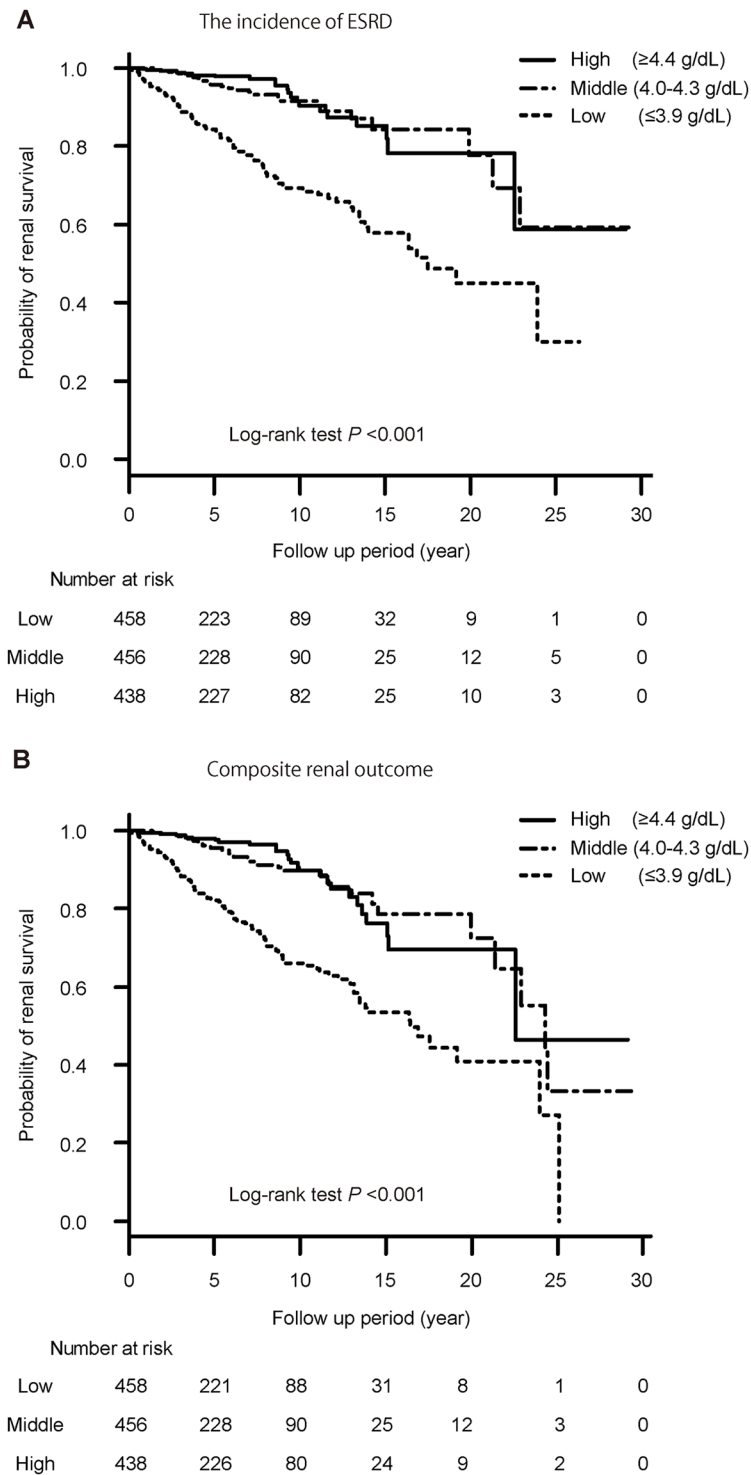 A
The incidence of ESRD
High (≥4.4 g/dL)
Middle (4.0-4.3 g/dL)
Low (≤3.9 g/dL)
Probability of renal survival
1.0
0.8
0.6
0.4
0.2
0.0
Log-rank test P <0.001
0 5 10 15 20 25 30
Follow up period (year)
Number at risk
Low 458 223 89 32 9 1 0
Middle 456 228 90 25 12 5 0
High 438 227 82 25 10 3 0
B
Composite renal outcome
High (≥4.4 g/dL)
Middle (4.0-4.3 g/dL)
Low (≤3.9 g/dL)
Probability of renal survival
1.0
0.8
0.6
0.4
0.2
0.0
Log-rank test P <0.001
0 5 10 15 20 25 30
Follow up period (year)
Number at risk
Low 458 221 88 31 8 1 0
Middle 456 228 90 25 12 3 0
High 438 226 80 24 9 2 0